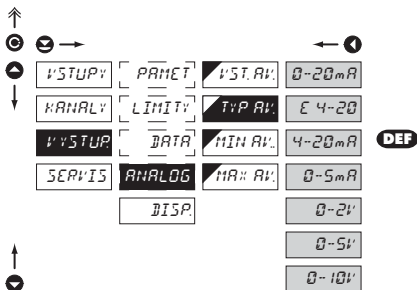 VSTUPY PAMET VST. AV. 0-20mA
KANALY LIMITY TYP AV. E 4-20
VYSTUP. DATA MIN AV. 4-20mA DEF
SERVIS ANALOG MAX AV. 0-5mA
DISP. 0-2V
0-5V
0-10V